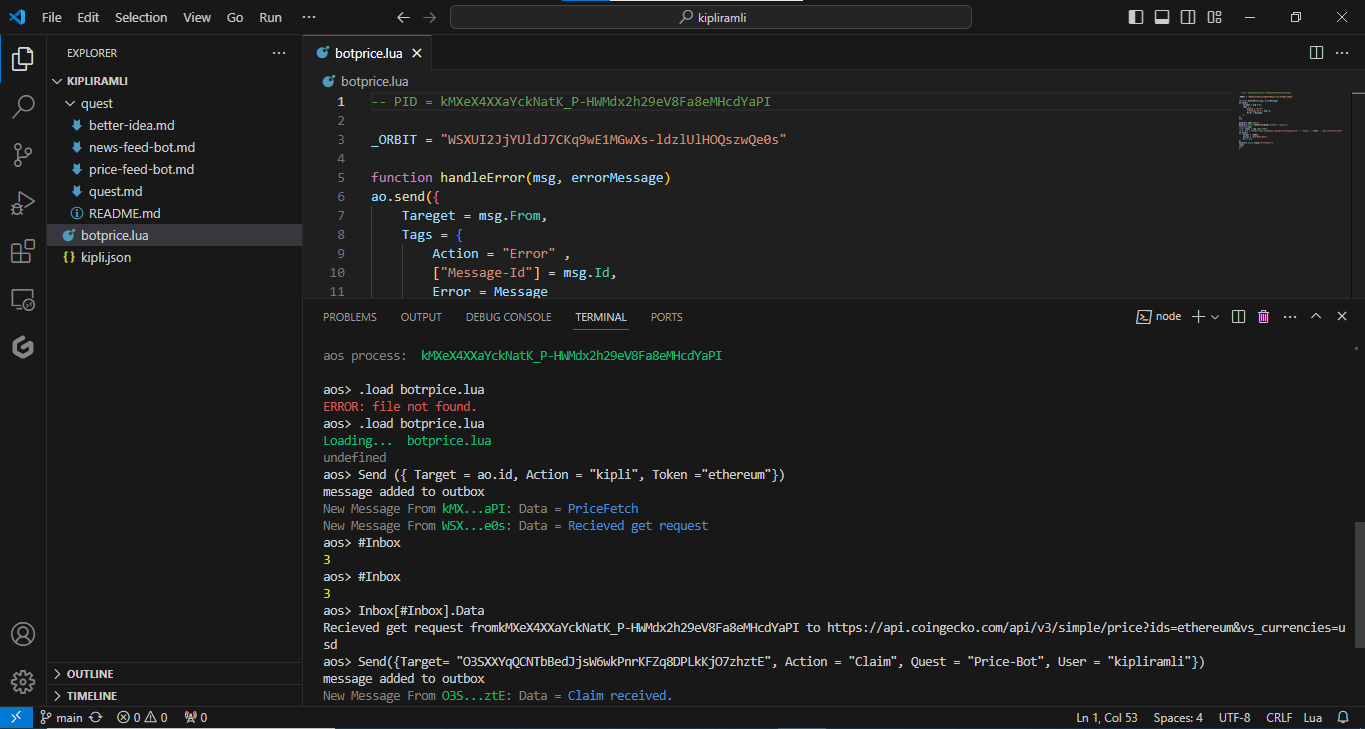 File Edit Selection View Go Run ···
kipliramli
EXPLORER
KIPLIRAMLI
quest
better-idea.md
news-feed-bot.md
price-feed-bot.md
quest.md
README.md
botprice.lua
{} kipli.json
OUTLINE
TIMELINE
botprice.lua
botprice.lua
1 -- PID = kMXeX4XXaYckNatK_P-HWMdx2h29eV8Fa8eMHcdYaPI
2
3 _ORBIT = "WSXUI2JjYUldJ7CKq9wE1MGwXs-ldzlUlHOQszwQe0s"
4
5 function handleError(msg, errorMessage)
6 ao.send({
7 Tareget = msg.From,
8 Tags = {
9 Action = "Error" ,
10 ["Message-Id"] = msg.Id,
11 Error = Message
PROBLEMS OUTPUT DEBUG CONSOLE TERMINAL PORTS
node
aos process: kMXeX4XXaYckNatK_P-HWMdx2h29eV8Fa8eMHcdYaPI
aos> .load botrpice.lua
ERROR: file not found.
aos> .load botprice.lua
Loading... botprice.lua
undefined
aos> Send ({ Target = ao.id, Action = "kipli", Token ="ethereum"})
message added to outbox
New Message From kMX...aPI: Data = PriceFetch
New Message From WSX...e0s: Data = Recieved get request
aos> #Inbox
3
aos> #Inbox
3
aos> Inbox[#Inbox].Data
Recieved get request fromkMXeX4XXaYckNatK_P-HWMdx2h29eV8Fa8eMHcdYaPI to https://api.coingecko.com/api/v3/simple/price?ids=ethereum&vs_currencies=u
sd
aos> Send({Target= "O3SXXYqQCNTbBedJjsW6wkPnrKFZq8DPLkKjO7zhztE", Action = "Claim", Quest = "Price-Bot", User = "kipliramli"})
message added to outbox
New Message From O3S...ztE: Data = Claim received.
main 0 0 0
Ln 1, Col 53 Spaces: 4 UTF-8 CRLF Lua